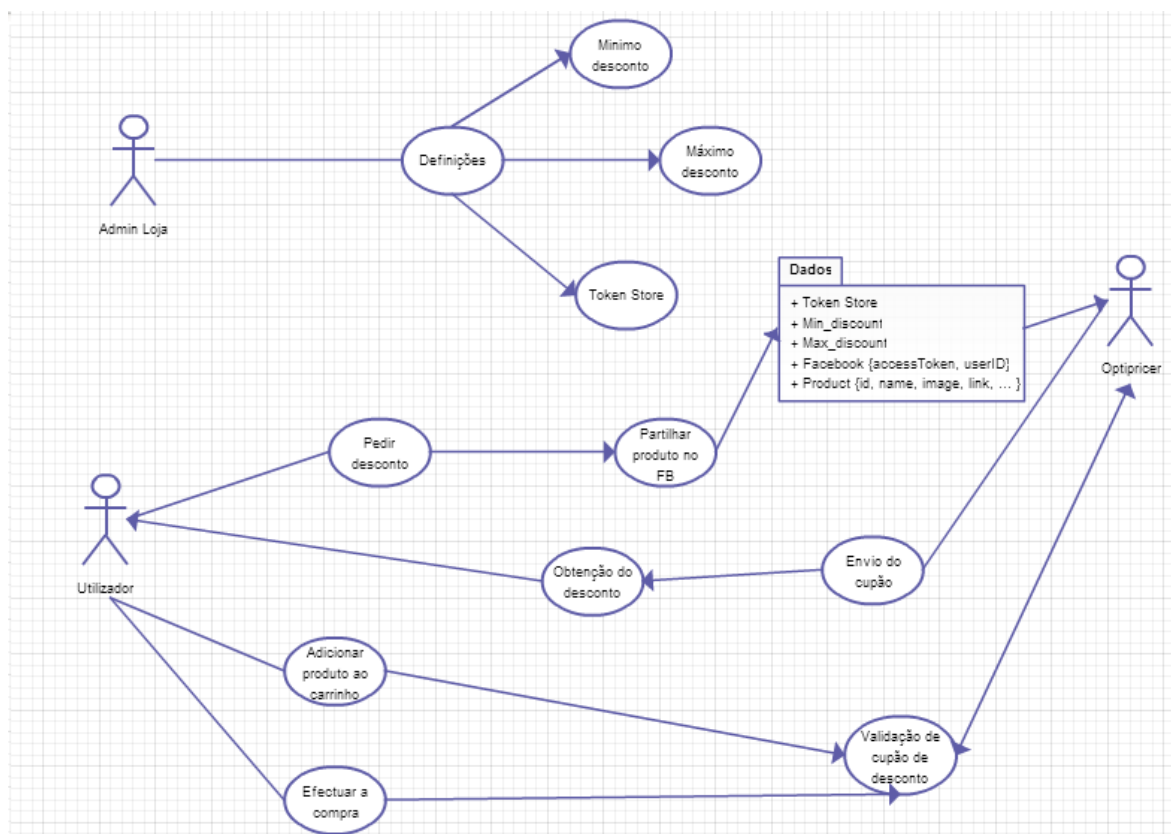 Minimo
desconto
Definições
Máximo
desconto
Admin Loja
Token Store
Dados
+ Token Store
+ Min_discount
+ Max_discount
+ Facebook {accessToken, userID}
+ Product {id, name, image, link, ... }
Optipricer
Pedir
desconto
Partilhar
produto no
FB
Utilizador
Obtenção do
desconto
Envio do
cupão
Adicionar
produto ao
carrinho
Validação de
cupão de
desconto
Efectuar a
compra